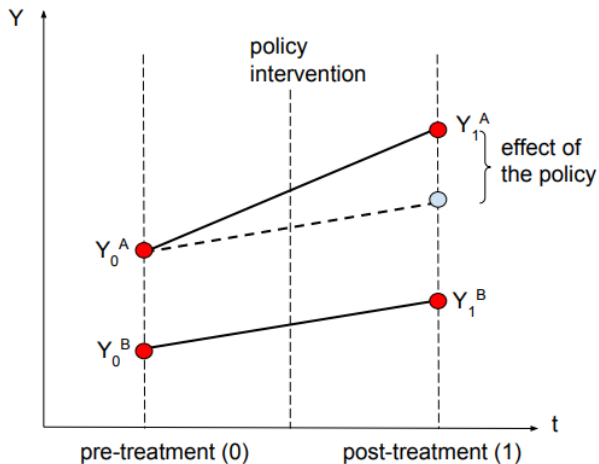 Y
policy
intervention
Y₁ᴬ
effect of
the policy
Y₀ᴬ
Y₁ᴮ
Y₀ᴮ
t
pre-treatment (0)
post-treatment (1)